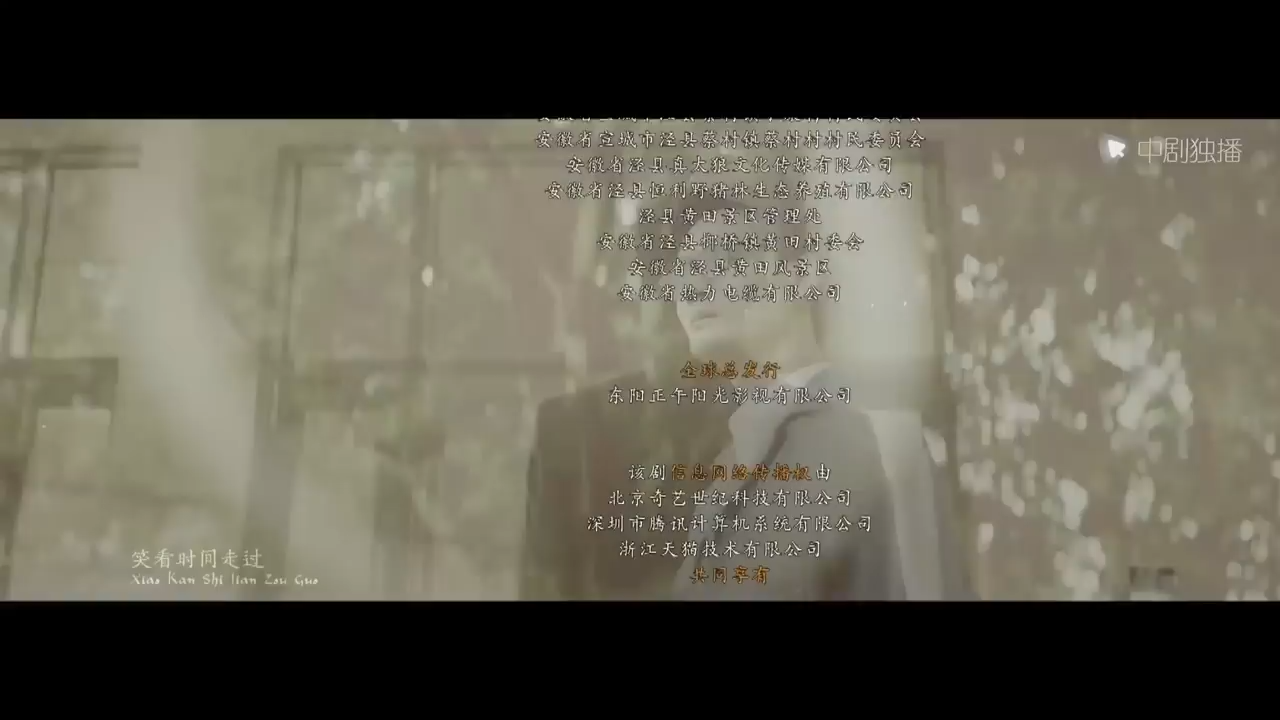 安徽省宣城市泾县蔡村镇蔡村村村民委员会
安徽省泾县真太狼文化传媒有限公司
安徽省泾县恒利野猪林生态养殖有限公司
泾县黄田景区管理处
安徽省泾县榔桥镇黄田村委会
安徽省泾县黄田风景区
安徽省热力电缆有限公司
中剧独播
全球总发行
东阳正午阳光影视有限公司
该剧信息网络传播权由
北京奇艺世纪科技有限公司
深圳市腾讯计算机系统有限公司
浙江天猫技术有限公司
共同享有
笑看时间走过
Xiao Kan Shi Jian Zou Guo